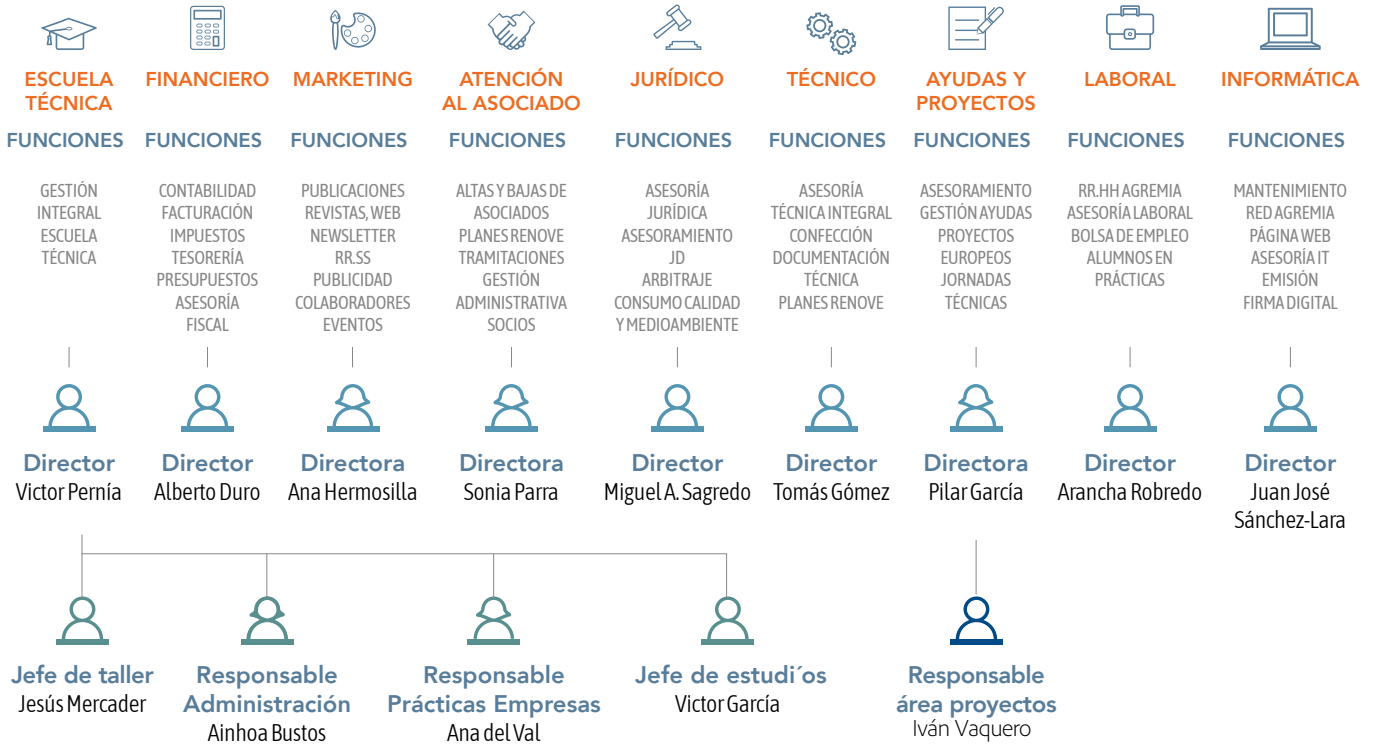 ESCUELA
TÉCNICA
FUNCIONES
GESTIÓN
INTEGRAL
ESCUELA
TÉCNICA
Director
Victor Pernía
FINANCIERO
FUNCIONES
CONTABILIDAD
FACTURACIÓN
IMPUESTOS
TESORERÍA
PRESUPUESTOS
ASESORÍA
FISCAL
Director
Alberto Duro
MARKETING
FUNCIONES
PUBLICACIONES
REVISTAS, WEB
NEWSLETTER
RR.SS
PUBLICIDAD
COLABORADORES
EVENTOS
Directora
Ana Hermosilla
ATENCIÓN
AL ASOCIADO
FUNCIONES
ALTAS Y BAJAS DE
ASOCIADOS
PLANES RENOVE
TRAMITACIONES
GESTIÓN
ADMINISTRATIVA
SOCIOS
Directora
Sonia Parra
JURÍDICO
FUNCIONES
ASESORÍA
JURÍDICA
ASESORAMIENTO
JD
ARBITRAJE
CONSUMO CALIDAD
Y MEDIOAMBIENTE
Director
Miguel A. Sagredo
TÉCNICO
FUNCIONES
ASESORÍA
TÉCNICA INTEGRAL
CONFECCIÓN
DOCUMENTACIÓN
TÉCNICA
PLANES RENOVE
Director
Tomás Gómez
AYUDAS Y
PROYECTOS
FUNCIONES
ASESORAMIENTO
GESTIÓN AYUDAS
PROYECTOS
EUROPEOS
JORNADAS
TÉCNICAS
Directora
Pilar García
LABORAL
FUNCIONES
RR.HH AGREMIA
ASESORÍA LABORAL
BOLSA DE EMPLEO
ALUMNOS EN
PRÁCTICAS
Director
Arancha Robredo
INFORMÁTICA
FUNCIONES
MANTENIMIENTO
RED AGREMIA
PÁGINA WEB
ASESORÍA IT
EMISIÓN
FIRMA DIGITAL
Director
Juan José
Sánchez-Lara
Jefe de taller
Jesús Mercader
Responsable
Administración
Ainhoa Bustos
Responsable
Prácticas Empresas
Ana del Val
Jefe de estudi´os
Victor García
Responsable
área proyectos
Iván Vaquero